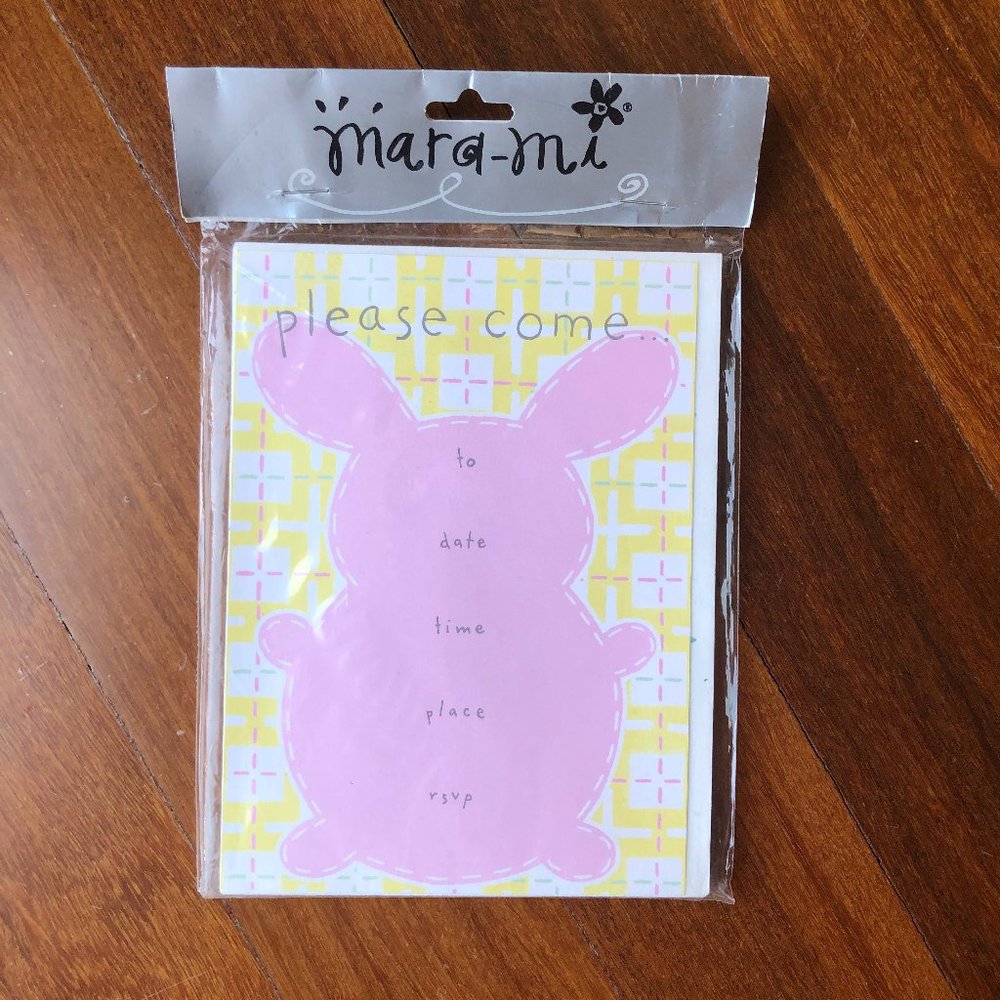 mara-mi®
please come...
to
date
time
place
rsvp